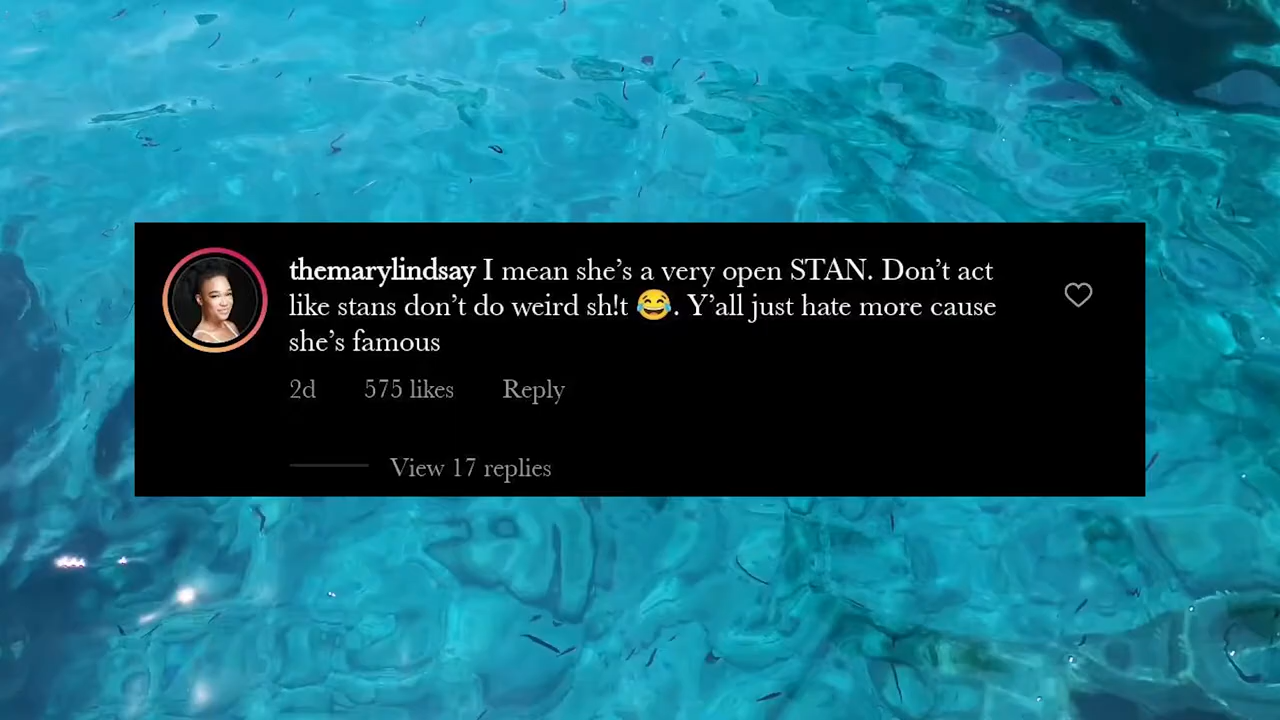 themarylindsay I mean she's a very open STAN. Don't act
like stans don't do weird sh!t 😂. Y'all just hate more cause
she's famous
2d 575 likes Reply
View 17 replies